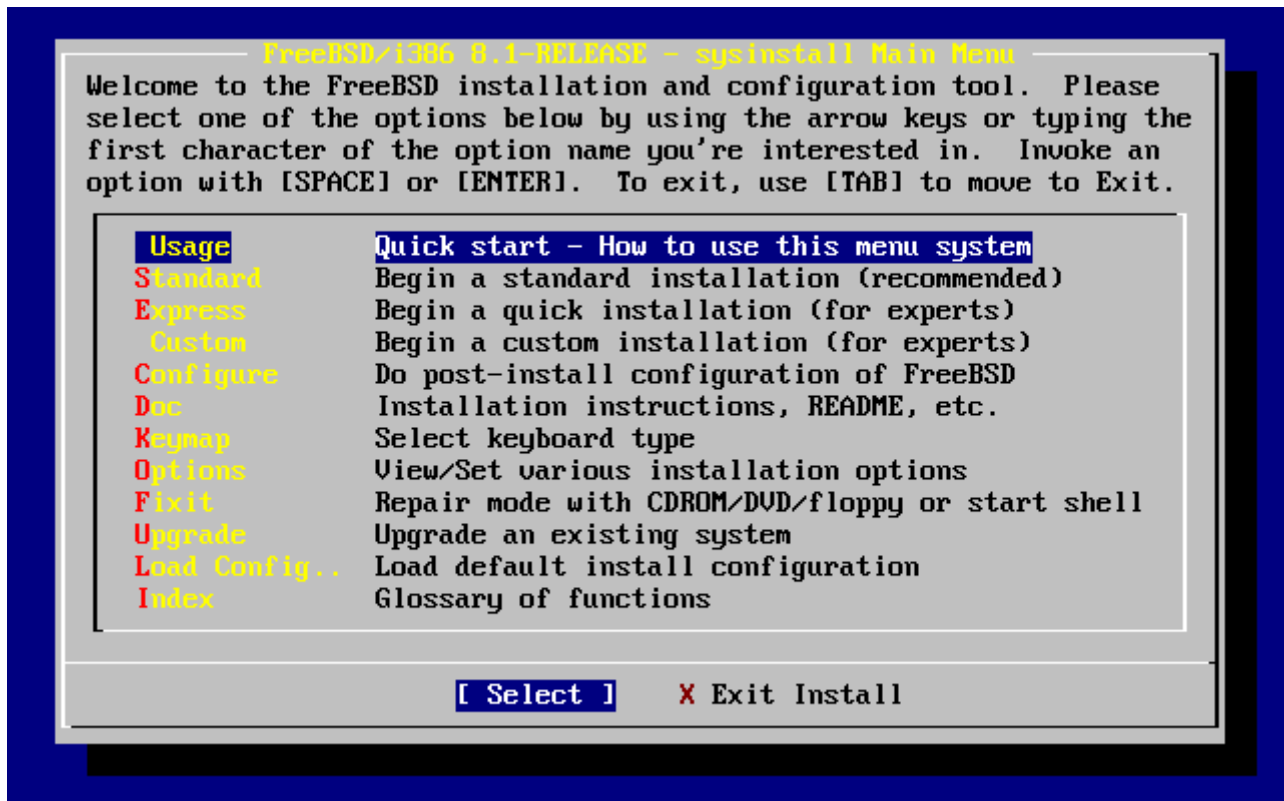 FreeBSD/i386 8.1-RELEASE - sysinstall Main Menu
Welcome to the FreeBSD installation and configuration tool.  Please
select one of the options below by using the arrow keys or typing the
first character of the option name you're interested in.  Invoke an
option with [SPACE] or [ENTER].  To exit, use [TAB] to move to Exit.
Usage Quick start - How to use this menu system
Standard Begin a standard installation (recommended)
Express Begin a quick installation (for experts)
Custom Begin a custom installation (for experts)
Configure Do post-install configuration of FreeBSD
Doc Installation instructions, README, etc.
Keymap Select keyboard type
Options View/Set various installation options
Fixit Repair mode with CDROM/DVD/floppy or start shell
Upgrade Upgrade an existing system
Load Config.. Load default install configuration
Index Glossary of functions
[ Select ] X Exit Install